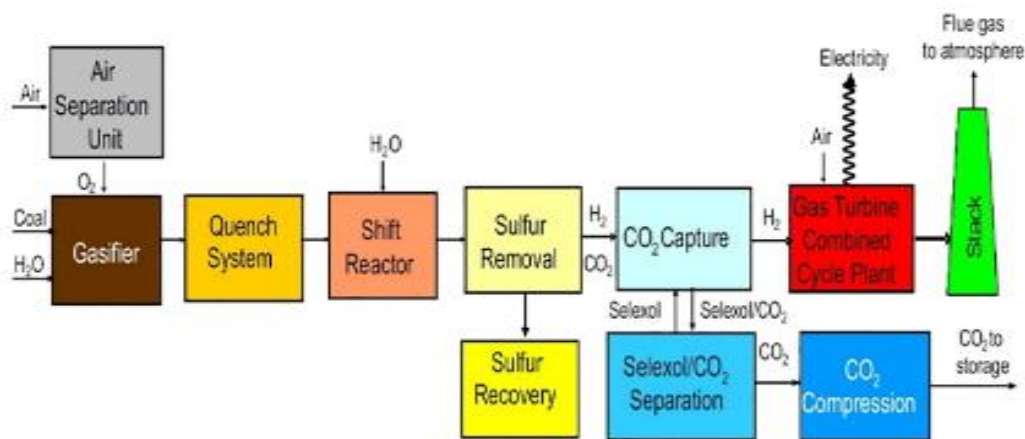 Flue gas
to atmosphere
Electricity
Air
Separation
Unit
Air
H₂O
Air
O₂
Coal
H₂O
Gasifier
Quench
System
Shift
Reactor
Sulfur
Removal
H₂
CO₂
CO₂ Capture
H₂
Gas Turbine
Combined
Cycle Plant
Stack
Selexol
Selexol/CO₂
Sulfur
Recovery
Selexol/CO₂
Separation
CO₂
CO₂
Compression
CO₂ to
storage